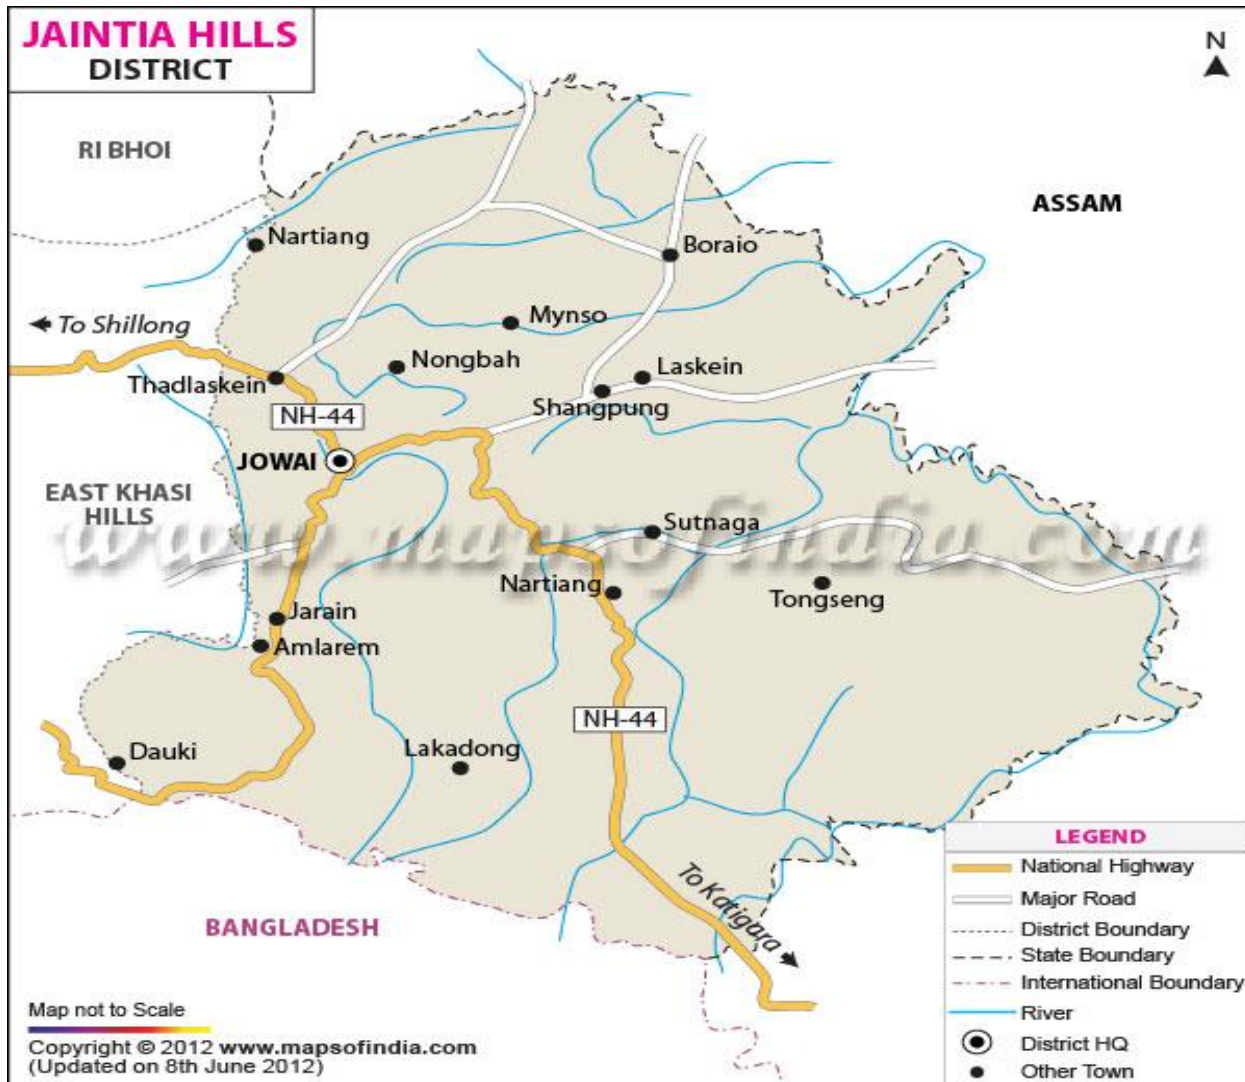 JAINTIA HILLS
DISTRICT
N
RI BHOI
ASSAM
Nartiang
Boraio
To Shillong
Mynso
Nongbah
Laskein
Thadlaskein
Shangpung
NH-44
JOWAI
EAST KHASI
HILLS
www.mapsofindia.com
Sutnaga
Nartiang
Tongseng
Jarain
Amlarem
NH-44
Dauki
Lakadong
To Katigara
BANGLADESH
LEGEND
National Highway
Major Road
District Boundary
State Boundary
International Boundary
River
District HQ
Other Town
Map not to Scale
Copyright © 2012 www.mapsofindia.com
(Updated on 8th June 2012)